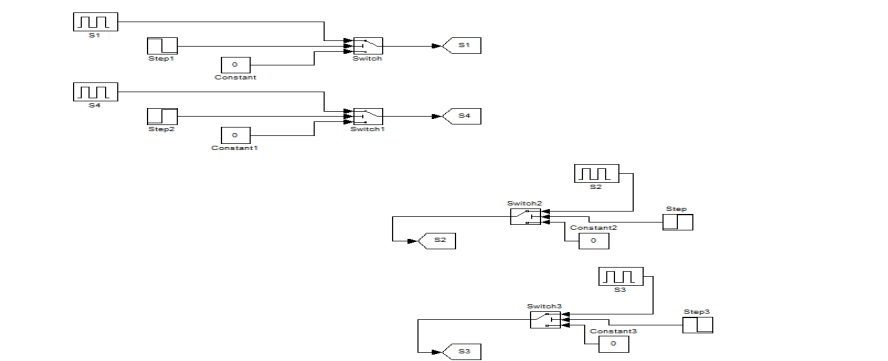 S1
S1
Step1
0
Switch
Constant
S4
S4
Step2
0
Switch1
Constant1
S2
Switch2
Step
Constant2
S2
0
S3
Switch3
Step3
Constant3
0
S3